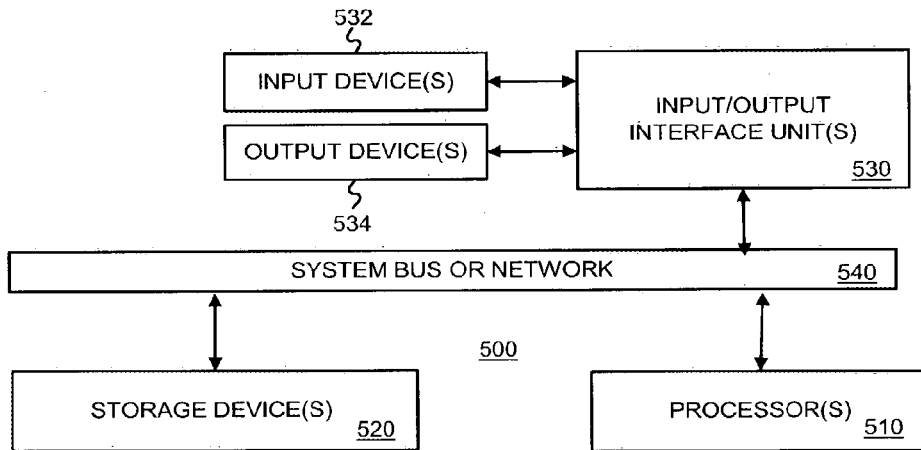 532
INPUT DEVICE(S)
OUTPUT DEVICE(S)
534
INPUT/OUTPUT
INTERFACE UNIT(S)
530
SYSTEM BUS OR NETWORK
540
500
STORAGE DEVICE(S)
520
PROCESSOR(S)
510